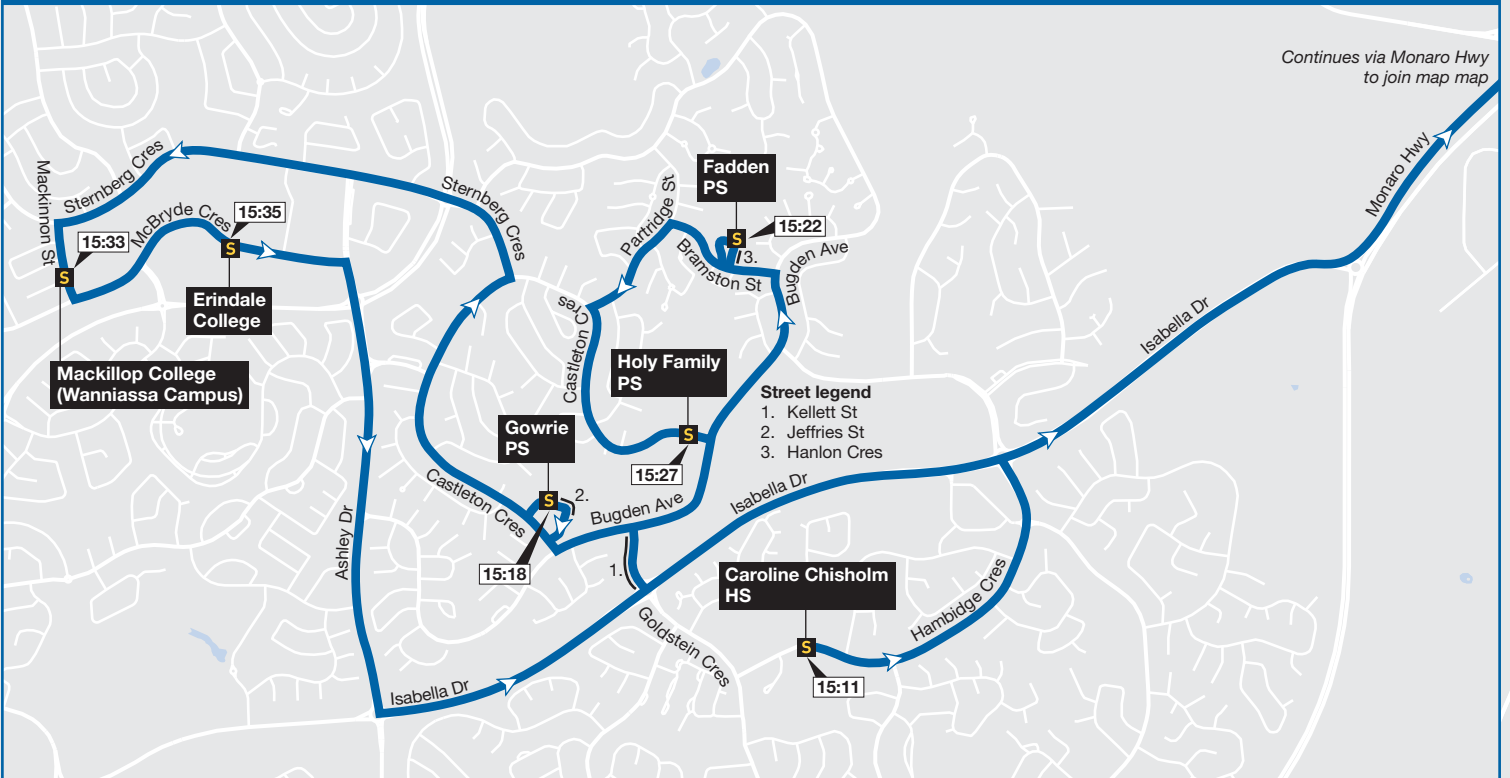 Continues via Monaro Hwy
to join map map
Monaro Hwy
Sternberg Cres
Mackinnon St
McBryde Cres
15:35
15:33
Sternberg Cres
Erindale
College
Mackillop College
(Wanniassa Campus)
Fadden
PS
15:22
3.
Partridge St
Bramston St
Bugden Ave
Castleton Cres
Holy Family
PS
15:27
Street legend
1. Kellett St
2. Jeffries St
3. Hanlon Cres
Isabella Dr
Gowrie
PS
2.
15:18
Castleton Cres
Bugden Ave
1.
Isabella Dr
Ashley Dr
Caroline Chisholm
HS
15:11
Hambidge Cres
Goldstein Cres
Isabella Dr